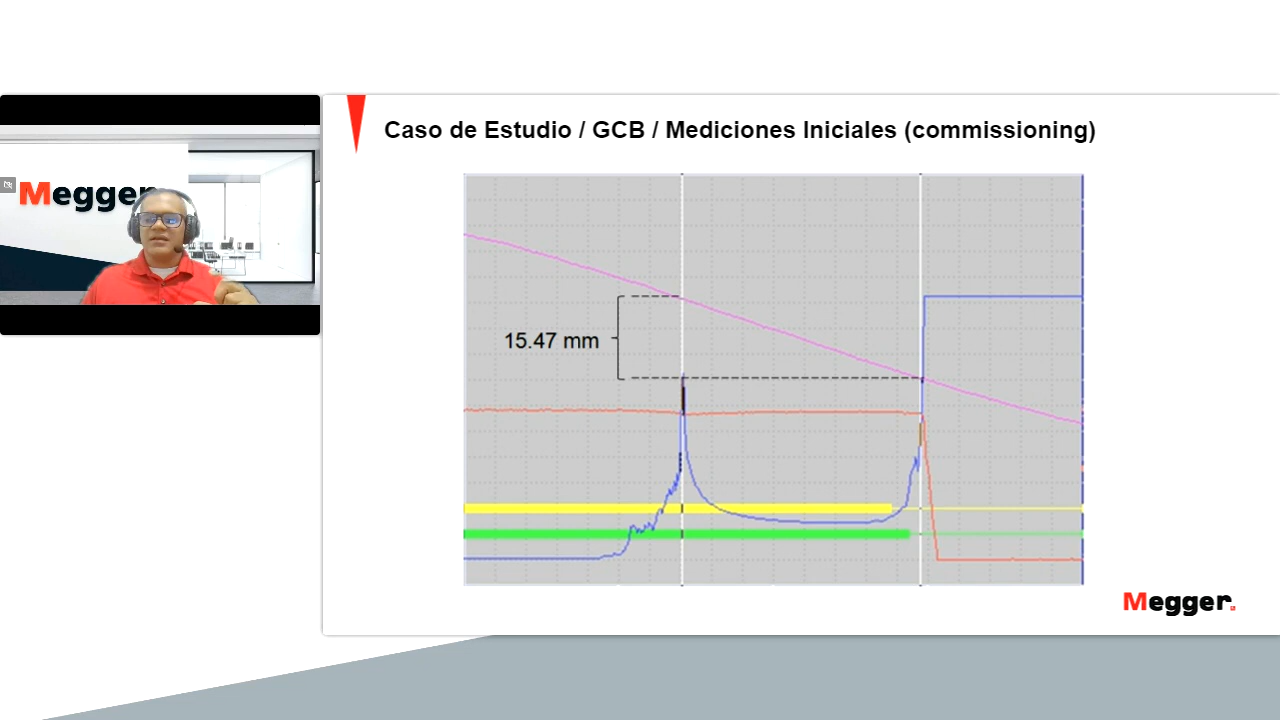 Megger
Caso de Estudio / GCB / Mediciones Iniciales (commissioning)
15.47 mm
Megger